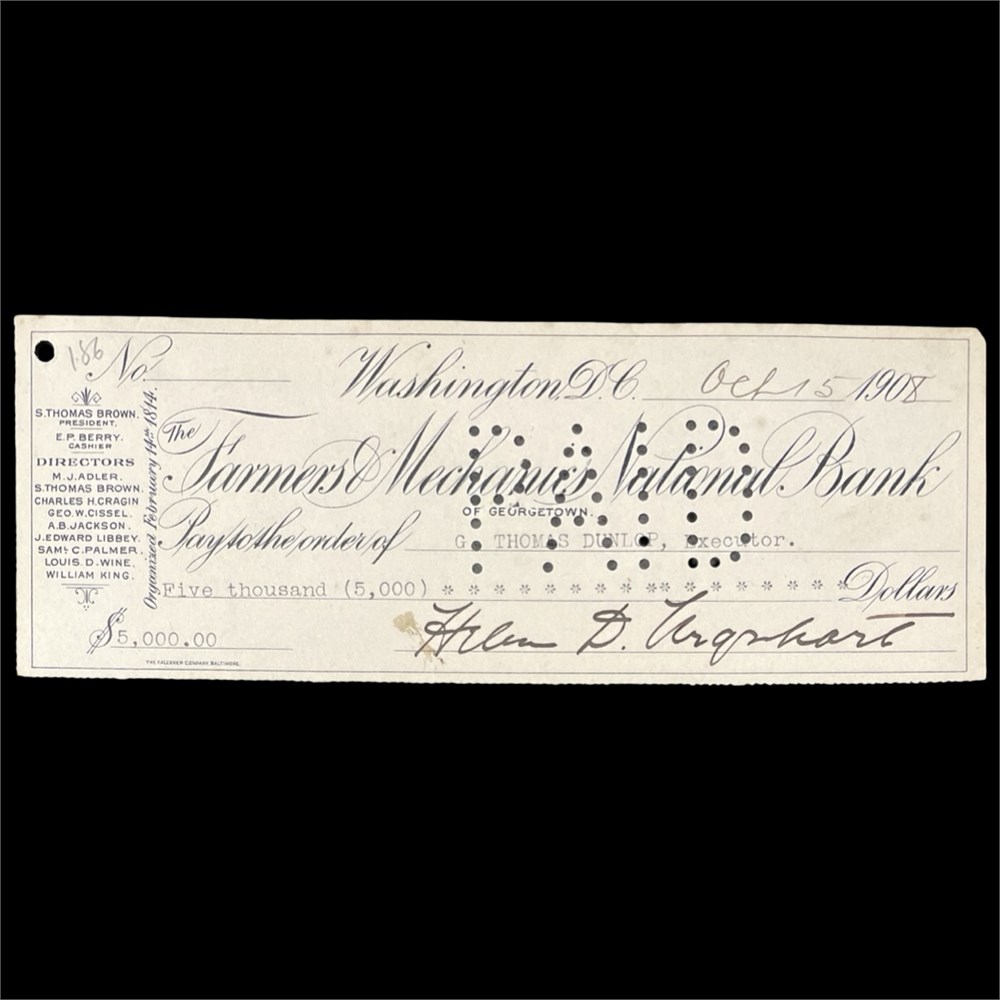 1.86
No.
Washington, D.C. Oct 15 1908
S. THOMAS BROWN,
PRESIDENT.
E.P. BERRY.
CASHIER
DIRECTORS
M.J. ADLER.
S. THOMAS BROWN.
CHARLES H. CRAGIN
GEO. W. CISSEL.
A.B. JACKSON.
J. EDWARD LIBBEY.
SAML C. PALMER.
LOUIS. D. WINE.
WILLIAM KING.
Organized February 14th 1814.
The
Farmers & Mechanics National Bank
OF GEORGETOWN.
PAID
Pay to the order of G. THOMAS DUNLOP, Executor.
Five thousand (5,000) * * * * * * * * * * * * * * * * Dollars
$5,000.00
Helen D. Urquhart
THE FALCONER COMPANY, BALTIMORE.